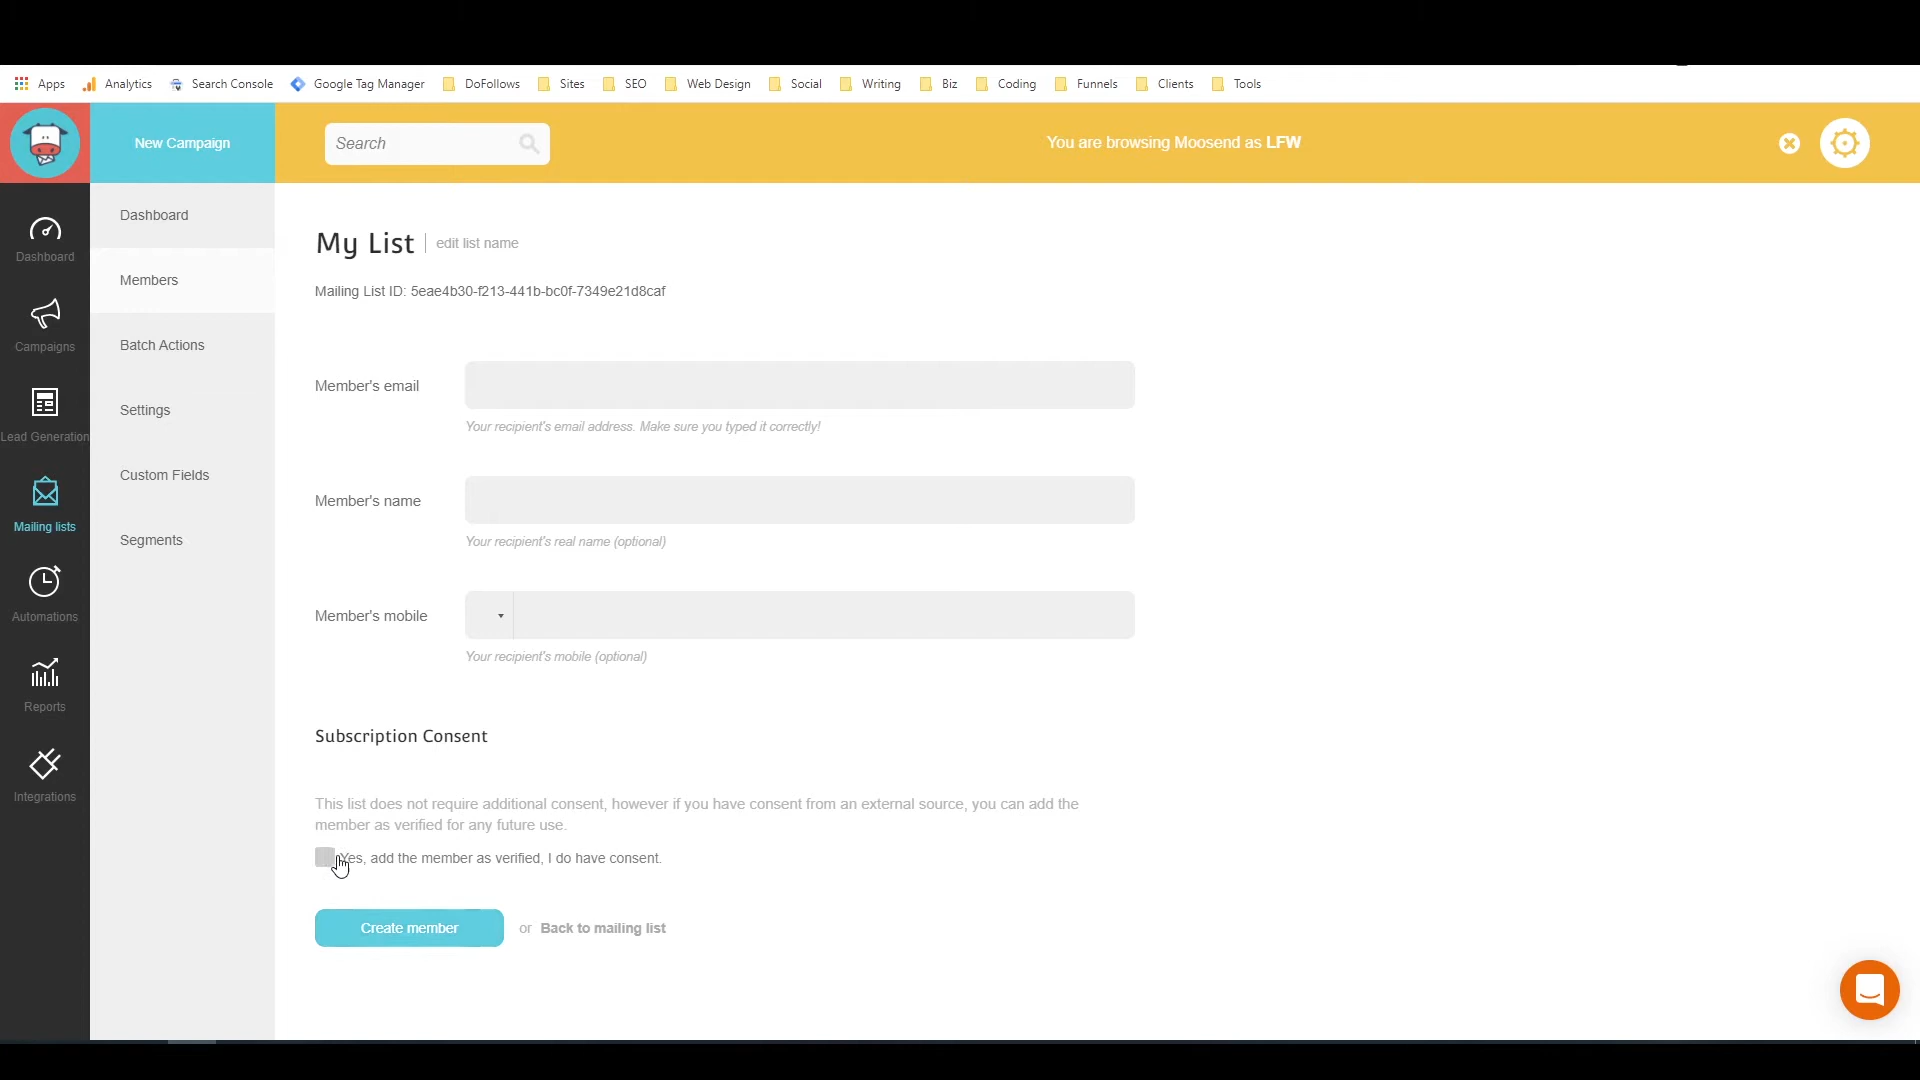 Apps Analytics Search Console Google Tag Manager DoFollows Sites SEO Web Design Social Writing Biz Coding Funnels Clients Tools
New Campaign
Search
You are browsing Moosend as LFW
Dashboard
Campaigns
Lead Generation
Mailing lists
Automations
Reports
Integrations
Dashboard
Members
Batch Actions
Settings
Custom Fields
Segments
My List edit list name
Mailing List ID: 5eae4b30-f213-441b-bc0f-7349e21d8caf
Member's email
Your recipient's email address. Make sure you typed it correctly!
Member's name
Your recipient's real name (optional)
Member's mobile
Your recipient's mobile (optional)
Subscription Consent
This list does not require additional consent, however if you have consent from an external source, you can add the
member as verified for any future use.
Yes, add the member as verified, I do have consent.
Create member or Back to mailing list